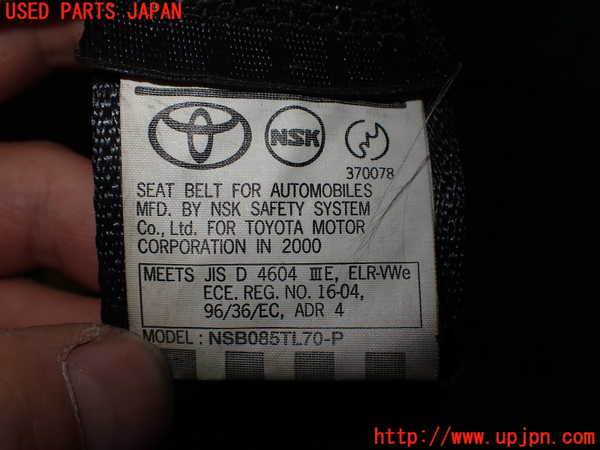 USED PARTS JAPAN
NSK
370078
SEAT BELT FOR AUTOMOBILES
MFD. BY NSK SAFETY SYSTEM
Co., Ltd. FOR TOYOTA MOTOR
CORPORATION IN 2000
MEETS JIS D 4604 ⅢE, ELR-VWe
ECE. REG. NO. 16-04,
96/36/EC, ADR 4
MODEL: NSB085TL70-P
http://www.upjpn.com/